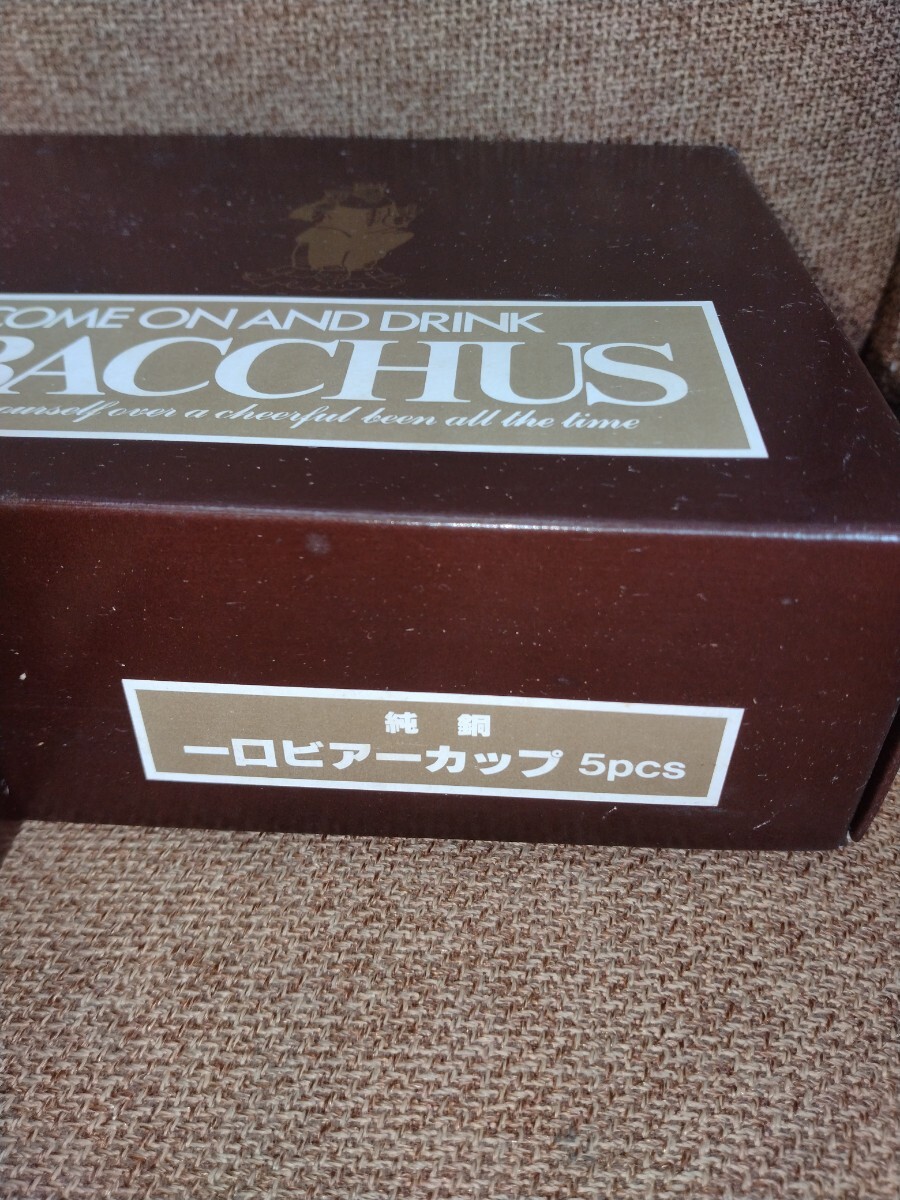 COME ON AND DRINK
BACCHUS
yourself over a cheerful been all the time
純銅
一口ビアーカップ 5pcs